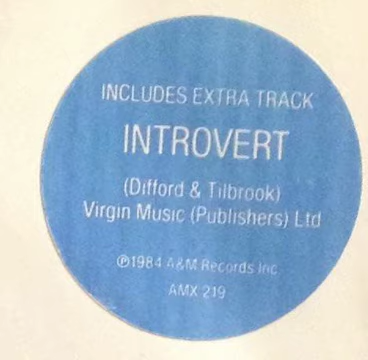 INCLUDES EXTRA TRACK
INTROVERT
(Difford & Tilbrook)
Virgin Music (Publishers) Ltd
℗1984 A&M Records Inc
AMX 219